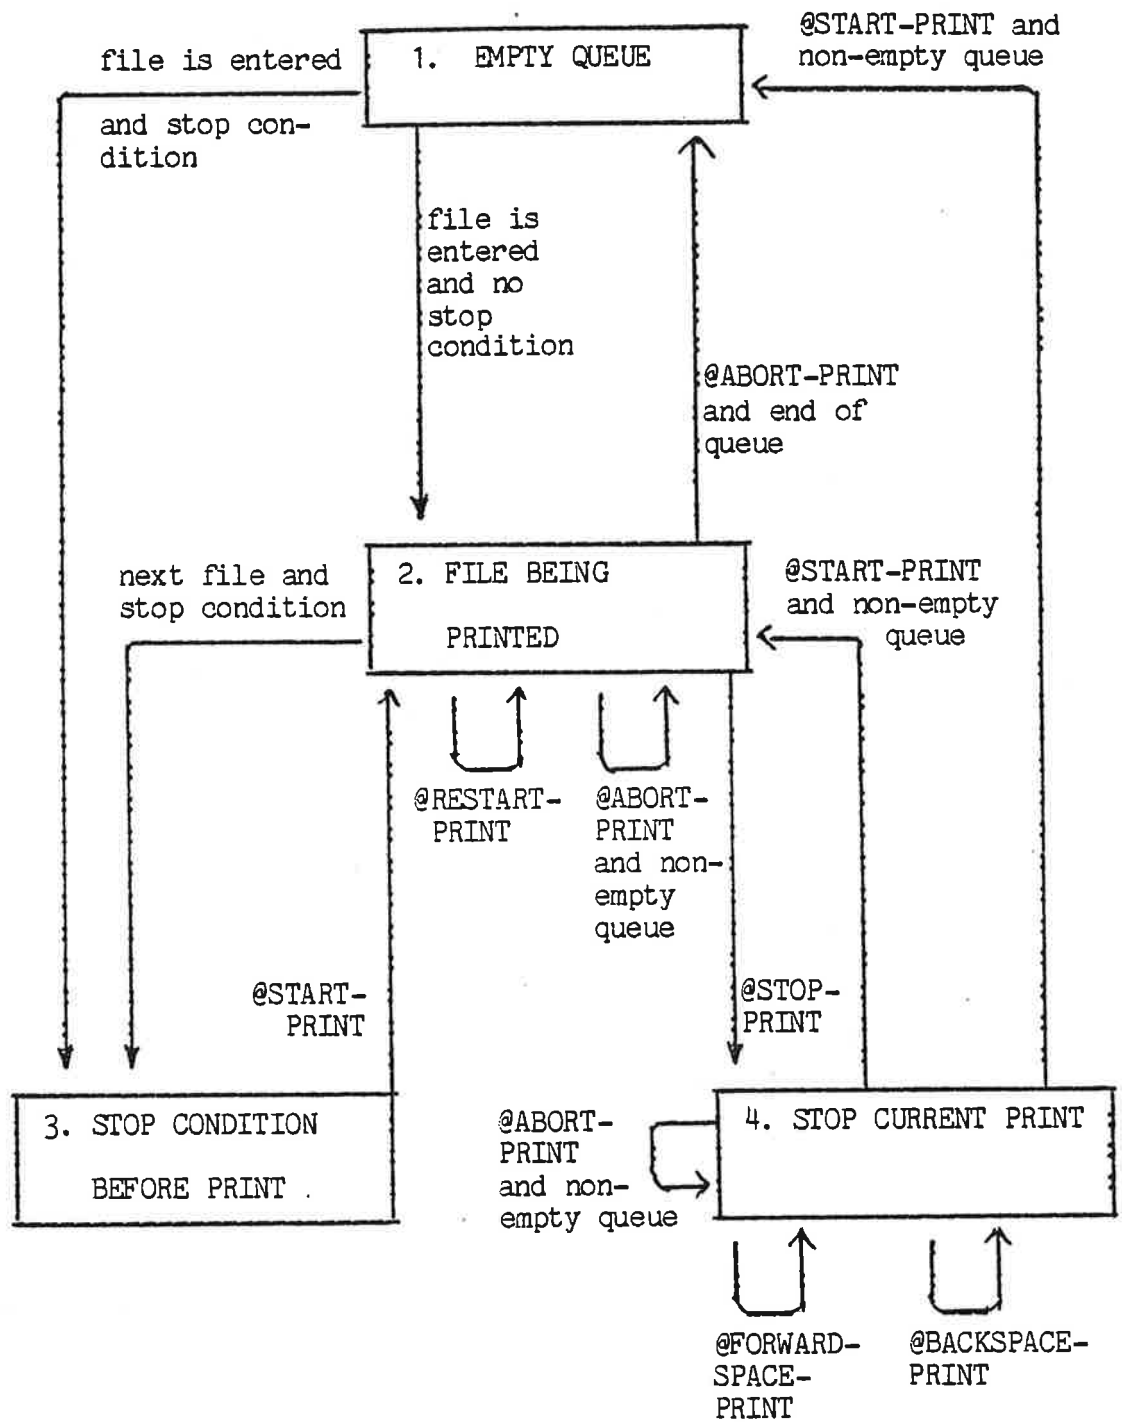 file is entered
and stop con-
dition
1. EMPTY QUEUE
@START-PRINT and
non-empty queue
file is
entered
and no
stop
condition
@ABORT-PRINT
and end of
queue
next file and
stop condition
2. FILE BEING
PRINTED
@START-PRINT
and non-empty
queue
@RESTART-
PRINT
@ABORT-
PRINT
and non-
empty
queue
@START-
PRINT
@STOP-
PRINT
3. STOP CONDITION
BEFORE PRINT
@ABORT-
PRINT
and non-
empty queue
4. STOP CURRENT PRINT
@FORWARD-
SPACE-
PRINT
@BACKSPACE-
PRINT